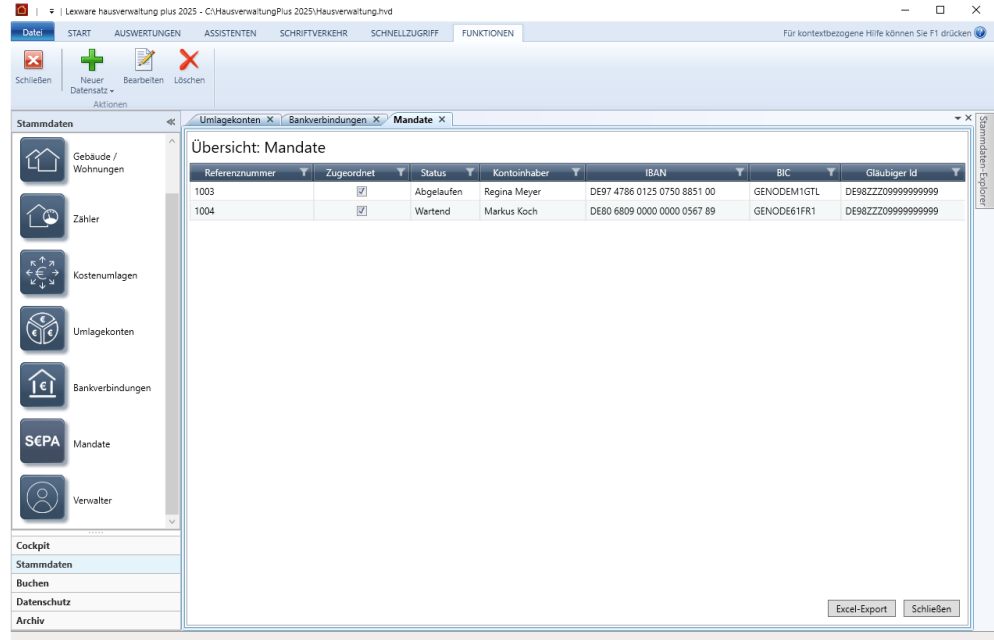 Lexware hausverwaltung plus 2025 - C:\HausverwaltungPlus 2025\Hausverwaltung.hvd
Datei START AUSWERTUNGEN ASSISTENTEN SCHRIFTVERKEHR SCHNELLZUGRIFF FUNKTIONEN Für kontextbezogene Hilfe können Sie F1 drücken
Schließen Neuer Datensatz Bearbeiten Löschen
Aktionen
Stammdaten
Umlagekonten Bankverbindungen Mandate
Stammdaten-Explorer
Gebäude /
Wohnungen
Zähler
Kostenumlagen
Umlagekonten
Bankverbindungen
S€PA Mandate
Verwalter
Cockpit
Stammdaten
Buchen
Datenschutz
Archiv
Übersicht: Mandate
Referenznummer Zugeordnet Status Kontoinhaber IBAN BIC Gläubiger Id
1003 Abgelaufen Regina Meyer DE97 4786 0125 0750 8851 00 GENODEM1GTL DE98ZZZ09999999999
1004 Wartend Markus Koch DE80 6809 0000 0000 0567 89 GENODE61FR1 DE98ZZZ09999999999
Excel-Export Schließen